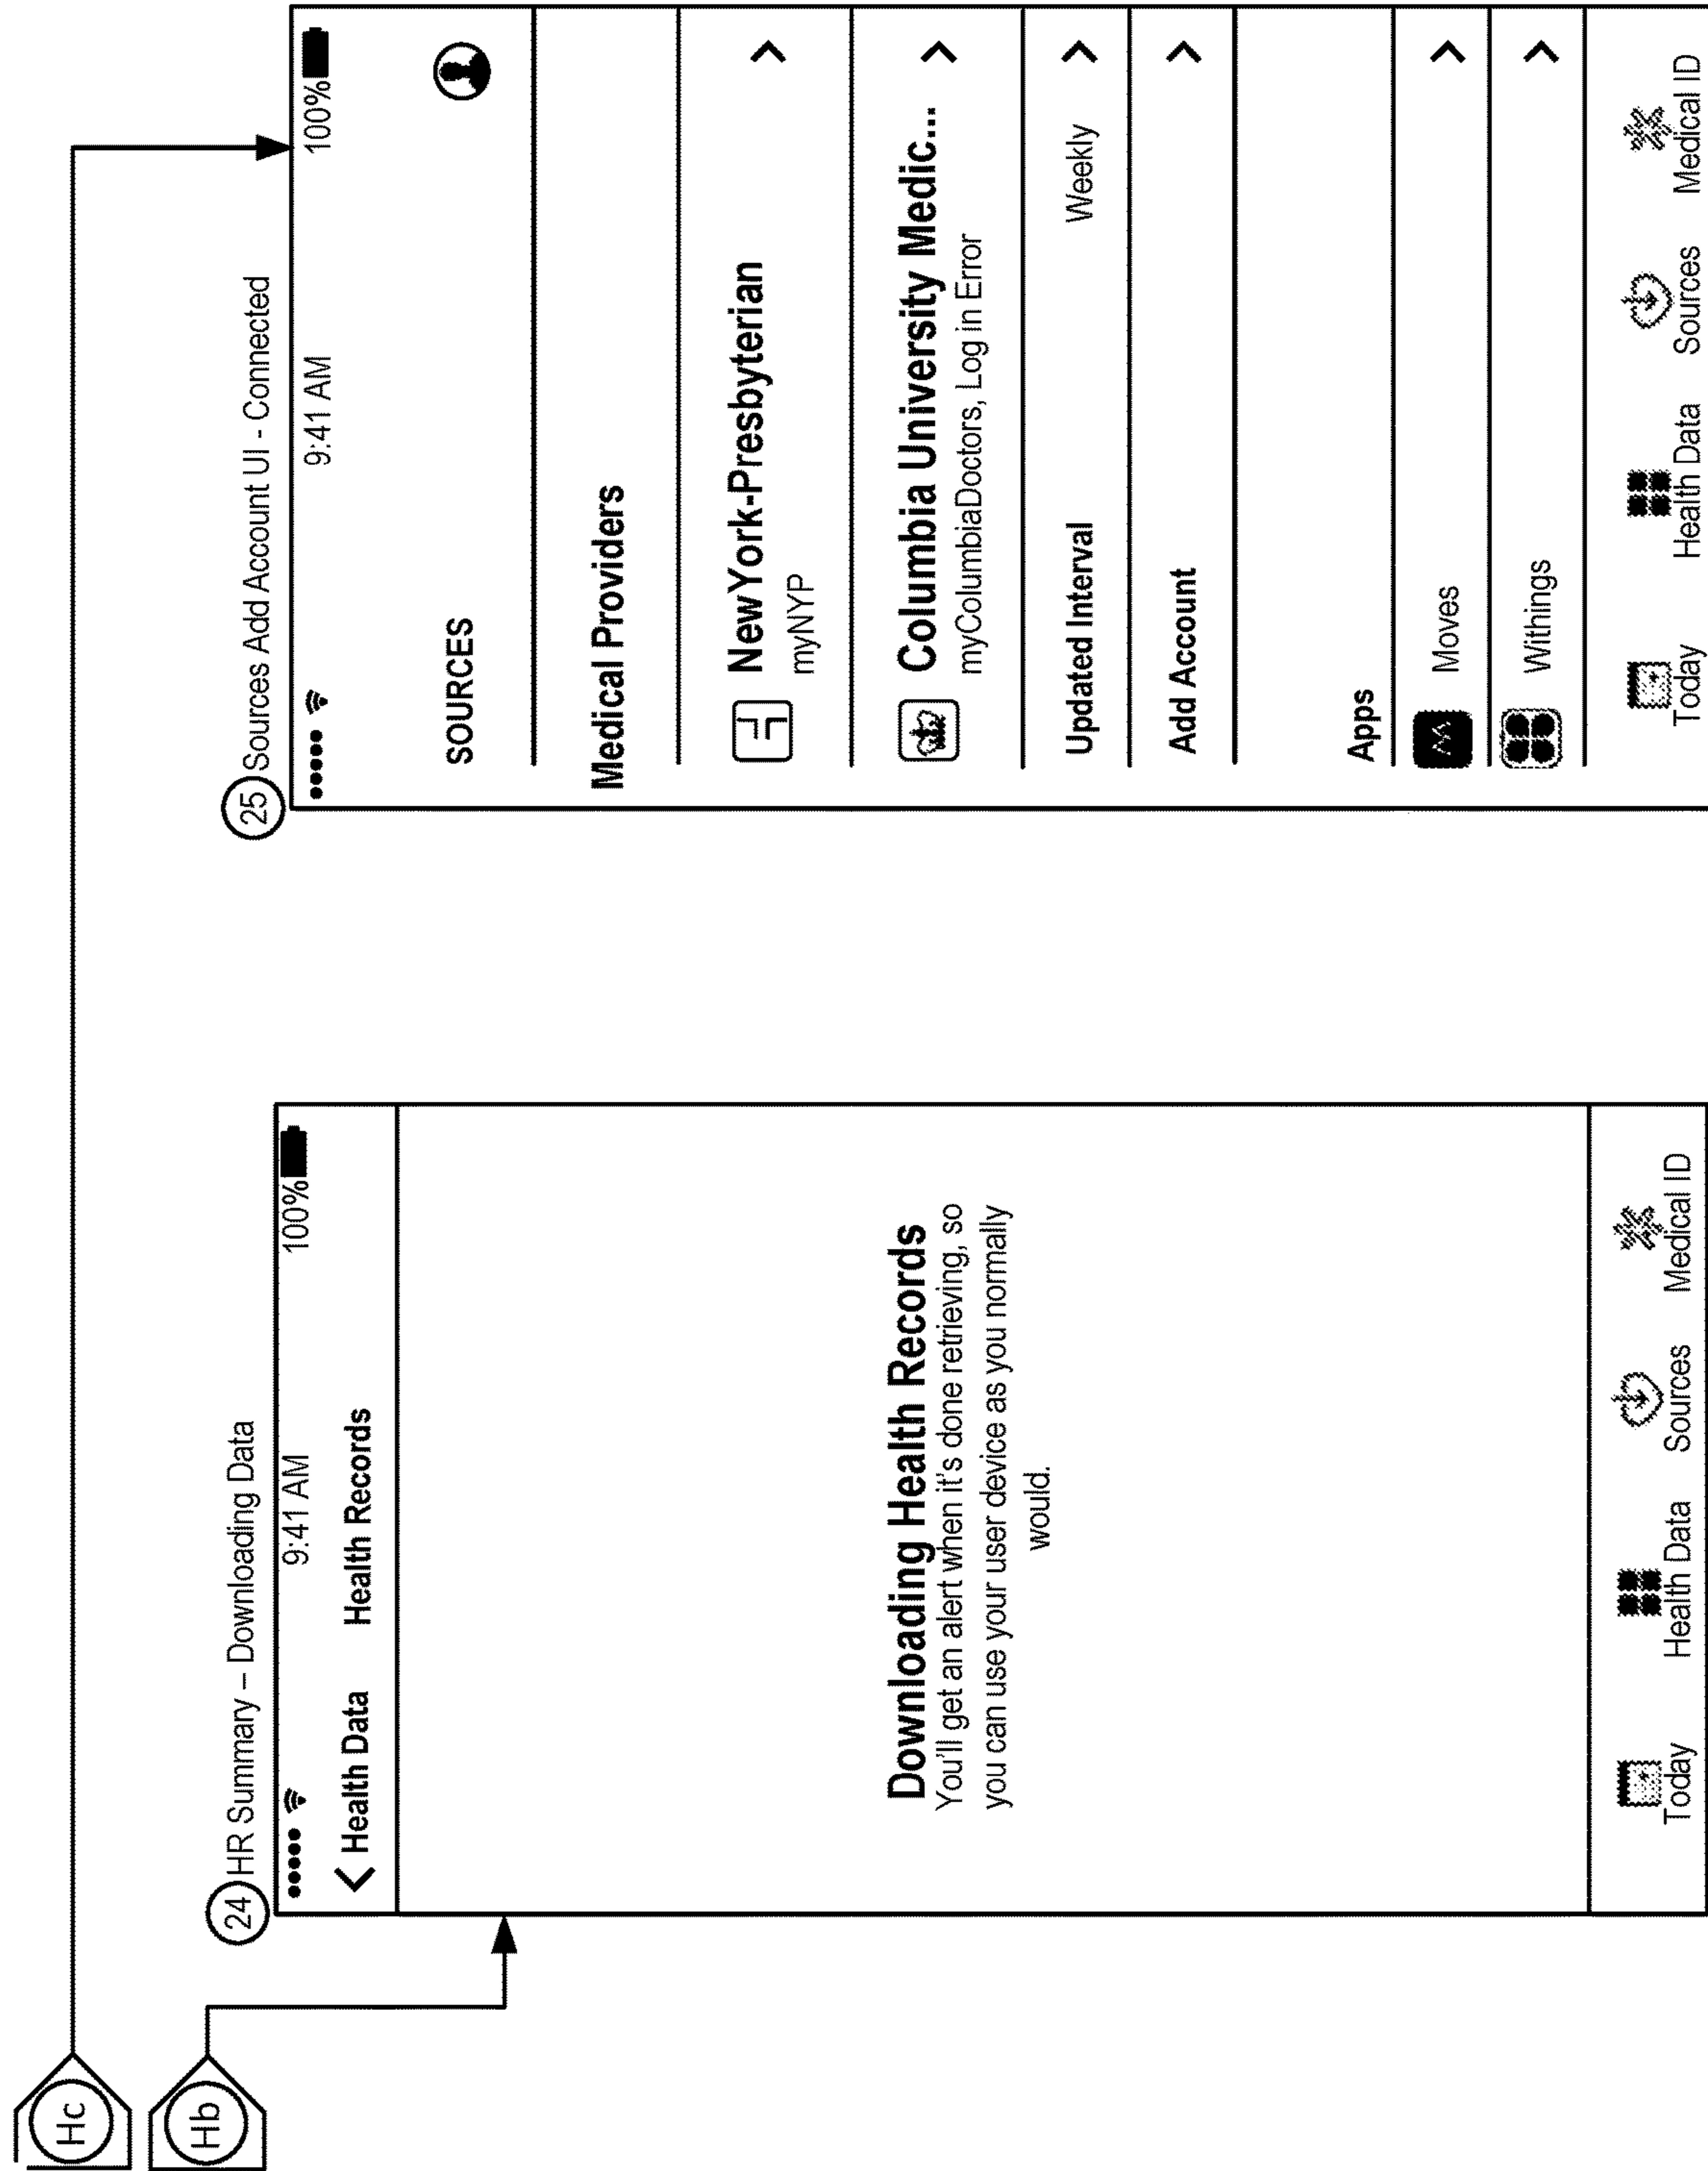 Hc
Hb
24 HR Summary – Downloading Data
9:41 AM 100%
Health Data Health Records
Downloading Health Records
You'll get an alert when it's done retrieving, so
you can use your user device as you normally
would.
Today Health Data Sources Medical ID
25 Sources Add Account UI - Connected
9:41 AM 100%
SOURCES
Medical Providers
NewYork-Presbyterian
myNYP
Columbia University Medic...
myColumbiaDoctors, Log in Error
Updated Interval Weekly
Add Account
Apps
Moves
Withings
Today Health Data Sources Medical ID